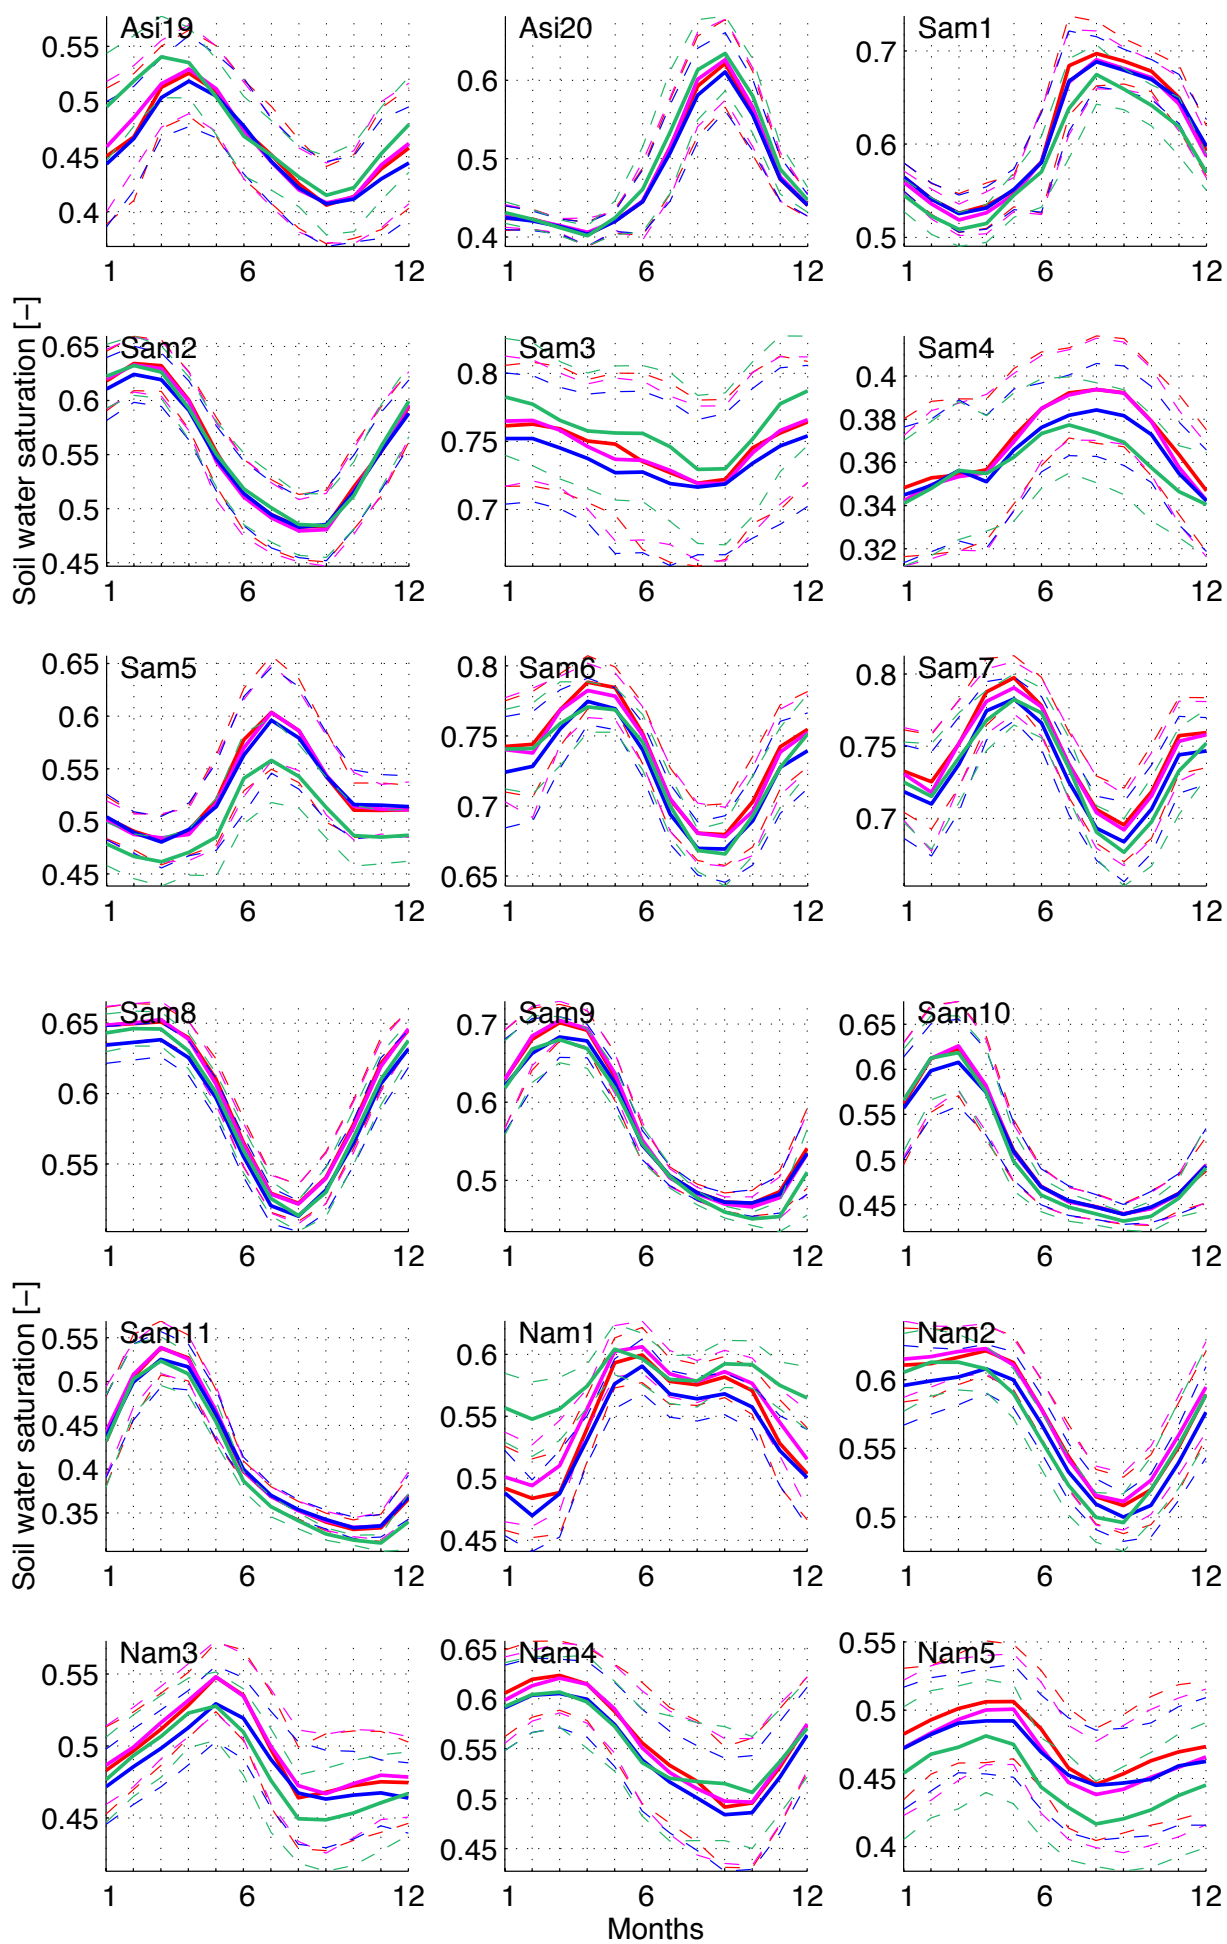 Asi19
0.55
0.5
0.45
0.4
1 6 12
Asi20
0.6
0.5
0.4
1 6 12
Sam1
0.7
0.6
0.5
1 6 12
Soil water saturation [−]
Sam2
0.65
0.6
0.55
0.5
0.45
1 6 12
Sam3
0.8
0.75
0.7
1 6 12
Sam4
0.4
0.38
0.36
0.34
0.32
1 6 12
Sam5
0.65
0.6
0.55
0.5
0.45
1 6 12
Sam6
0.8
0.75
0.7
0.65
1 6 12
Sam7
0.8
0.75
0.7
1 6 12
Sam8
0.65
0.6
0.55
1 6 12
Sam9
0.7
0.6
0.5
1 6 12
Sam10
0.65
0.6
0.55
0.5
0.45
1 6 12
Soil water saturation [−]
Sam11
0.55
0.5
0.45
0.4
0.35
1 6 12
Nam1
0.6
0.55
0.5
0.45
1 6 12
Nam2
0.6
0.55
0.5
1 6 12
Nam3
0.55
0.5
0.45
1 6 12
Nam4
0.65
0.6
0.55
0.5
0.45
1 6 12
Nam5
0.55
0.5
0.45
0.4
1 6 12
Months